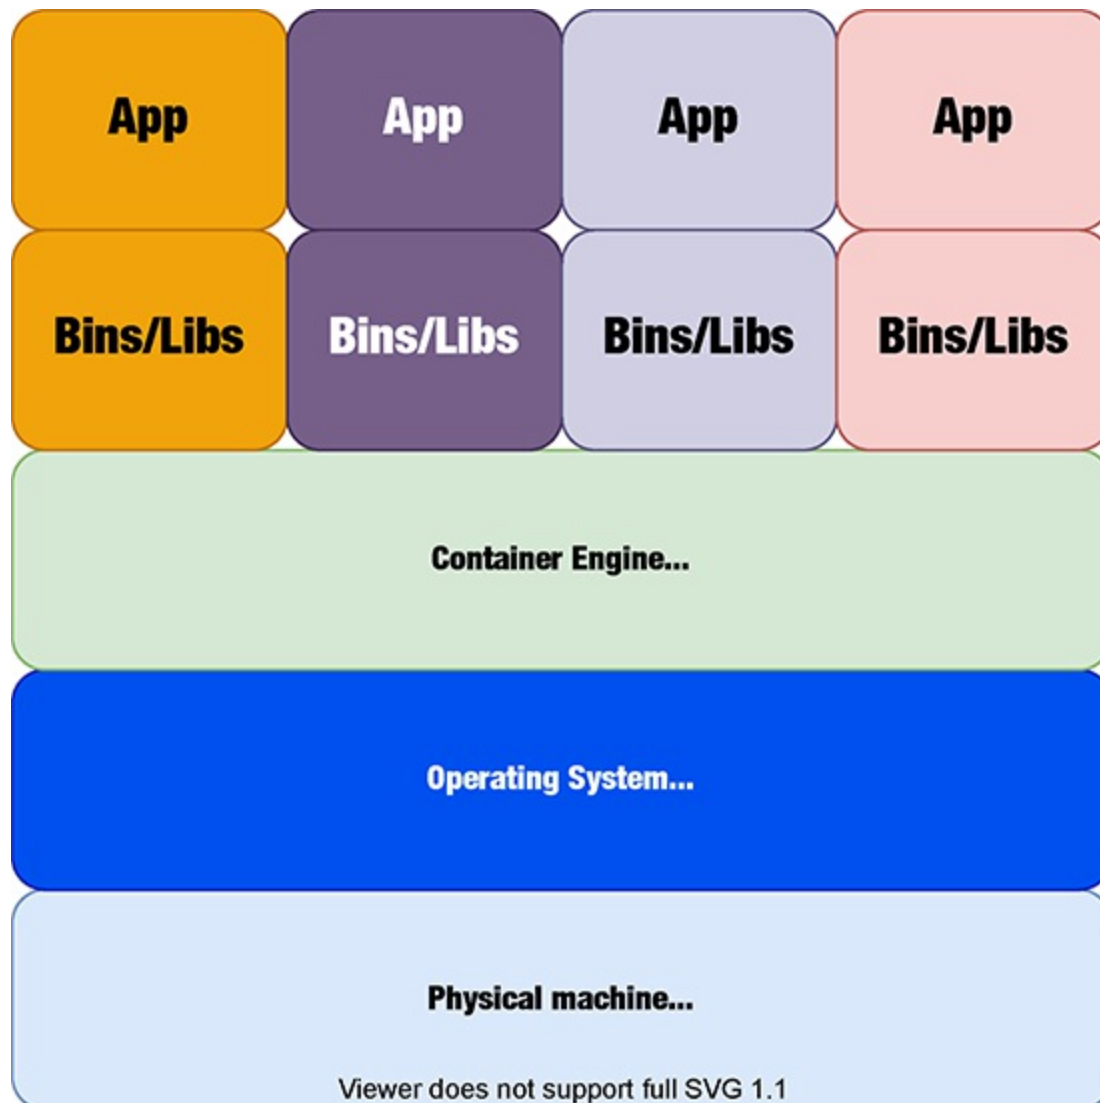 App App App App
Bins/Libs Bins/Libs Bins/Libs Bins/Libs
Container Engine...
Operating System...
Physical machine...
Viewer does not support full SVG 1.1